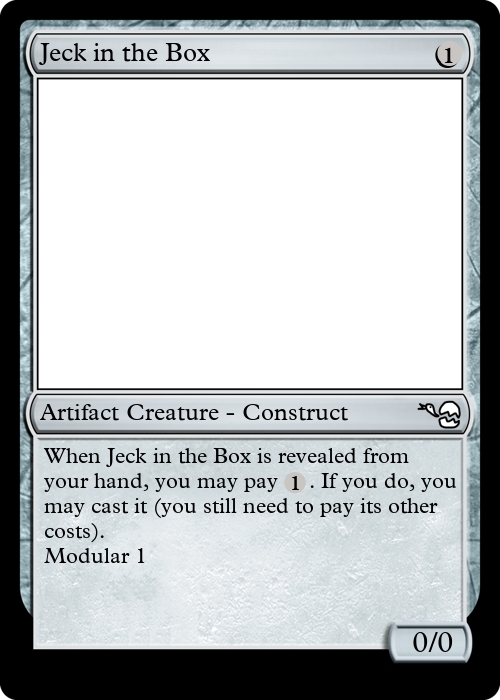 Jeck in the Box 1
Artifact Creature - Construct
When Jeck in the Box is revealed from
your hand, you may pay 1 . If you do, you
may cast it (you still need to pay its other
costs).
Modular 1
0/0